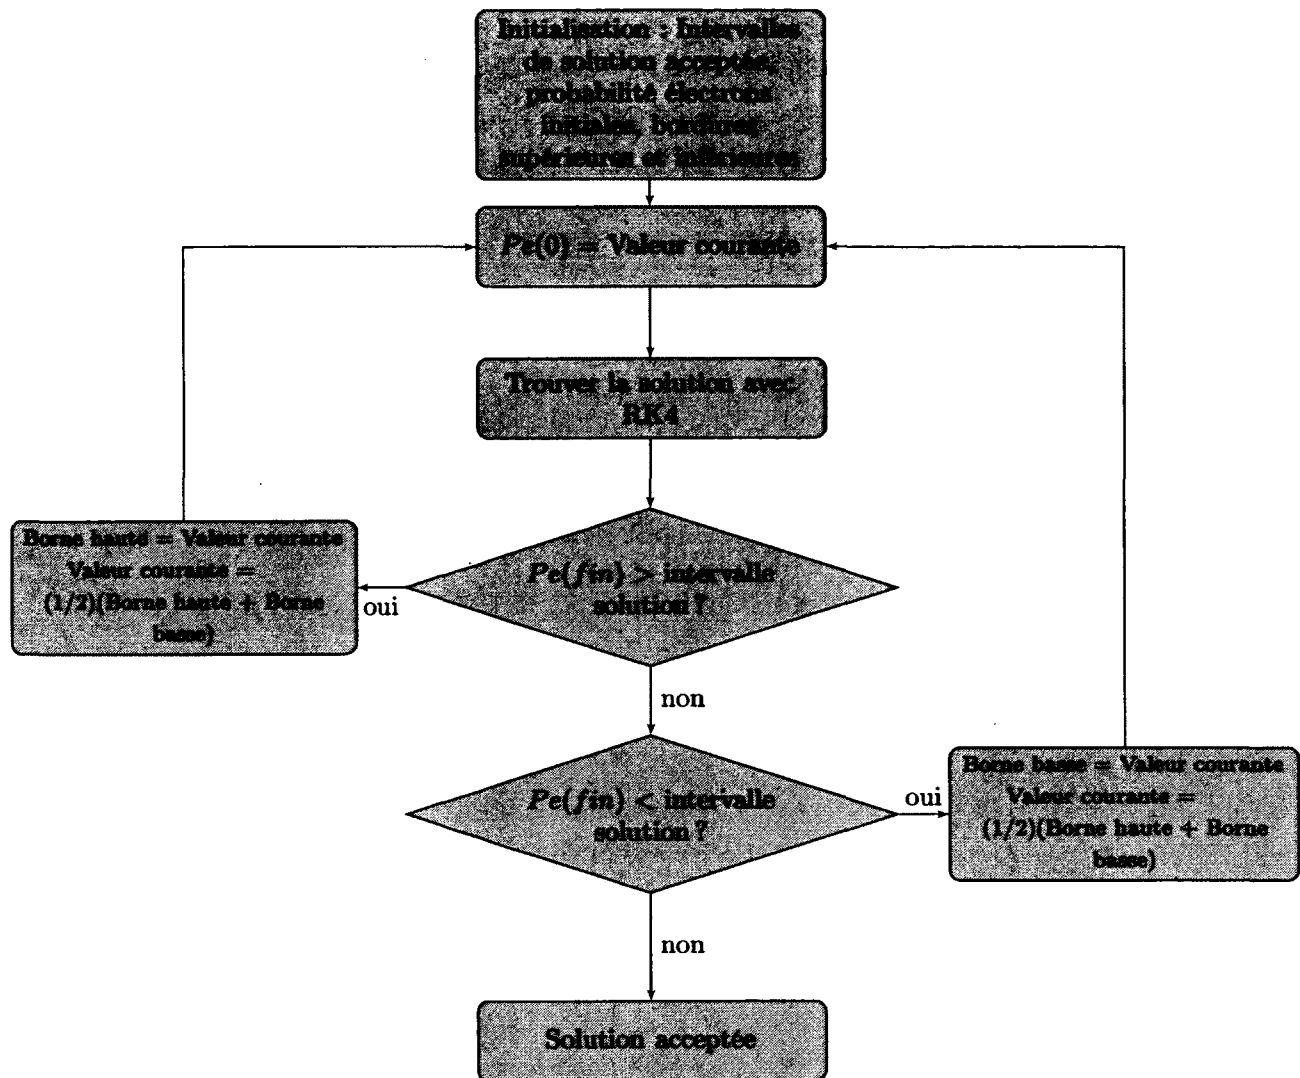 Initialisation : Intervalles
de solution acceptée,
probabilité électrons
initiales, bordures
supérieures et inférieures
Pe(0) = Valeur courante
Trouver la solution avec
RK4
Borne haute = Valeur courante
Valeur courante =
(1/2)(Borne haute + Borne
basse)
oui
Pe(fin) > intervalle
solution ?
non
Pe(fin) < intervalle
solution ?
oui
Borne basse = Valeur courante
Valeur courante =
(1/2)(Borne haute + Borne
basse)
non
Solution acceptée